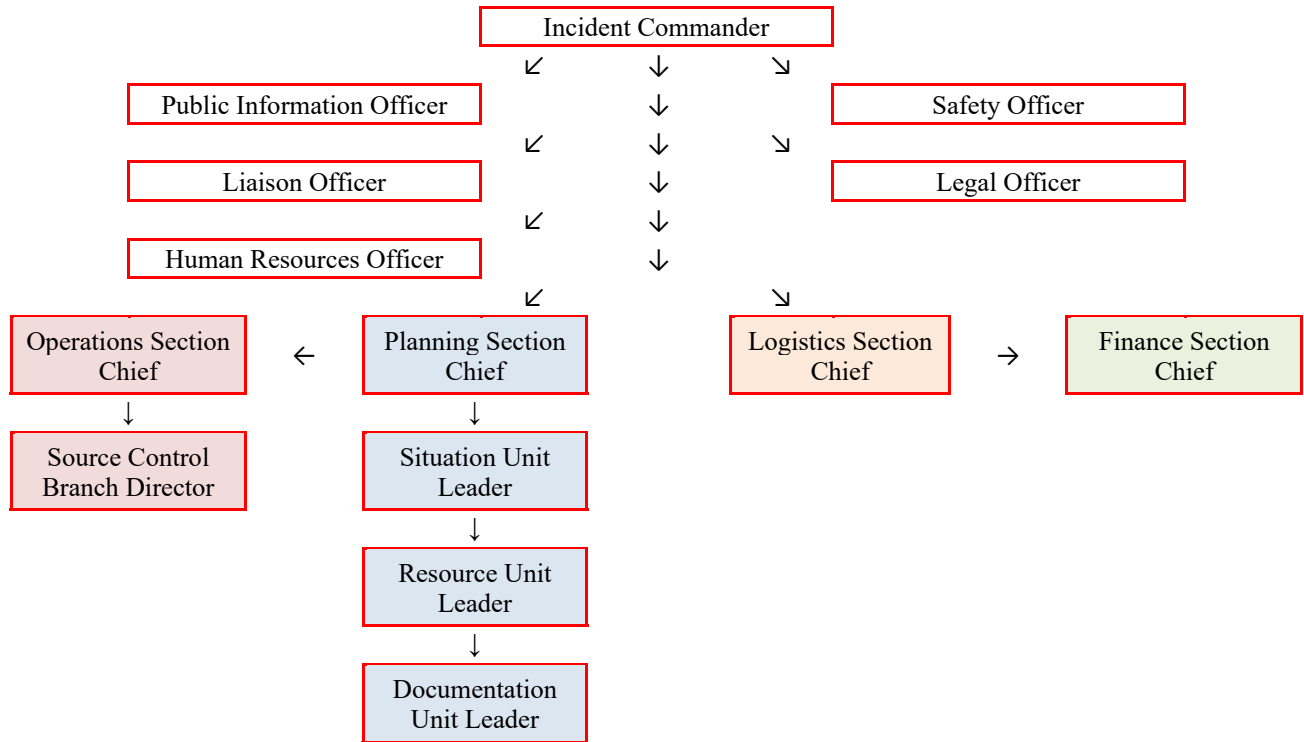 Incident Commander
Public Information Officer
Safety Officer
Liaison Officer
Legal Officer
Human Resources Officer
Operations Section
Chief
Planning Section
Chief
Logistics Section
Chief
Finance Section
Chief
Source Control
Branch Director
Situation Unit
Leader
Resource Unit
Leader
Documentation
Unit Leader